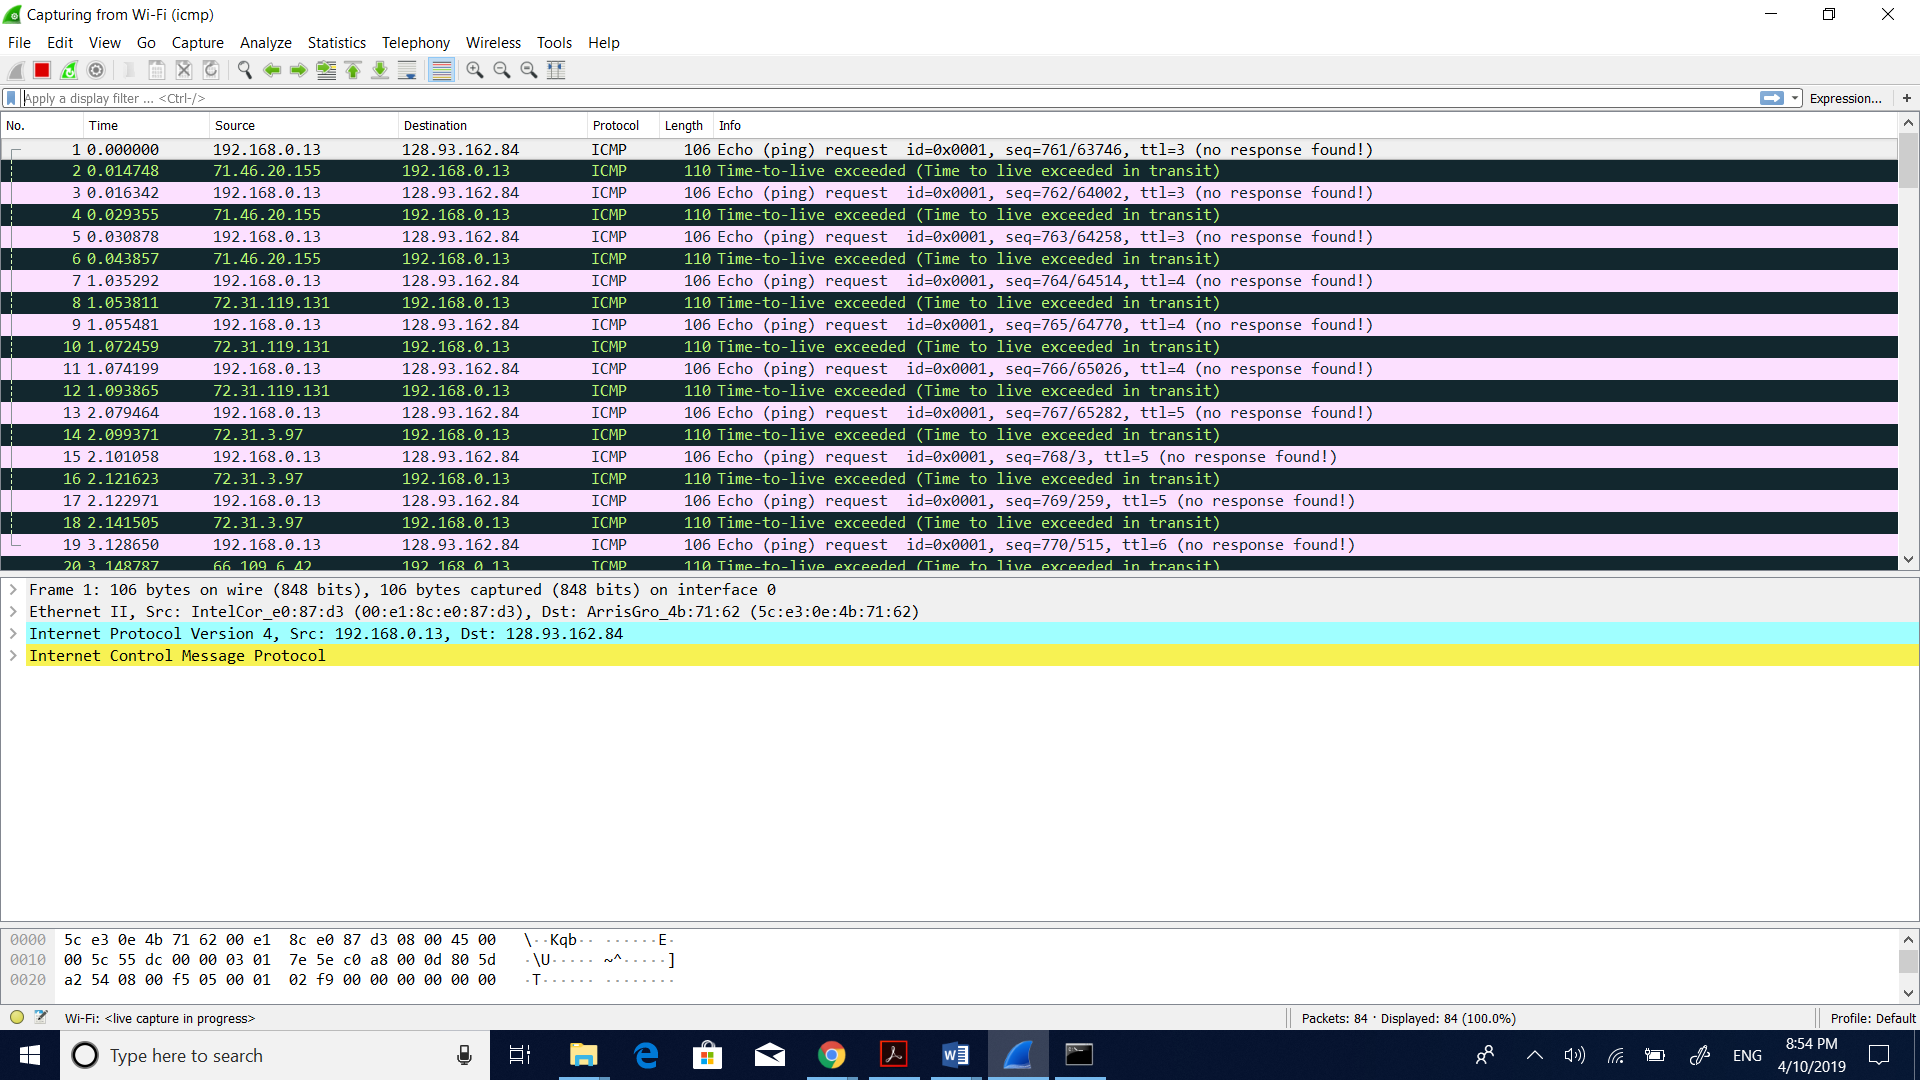 Capturing from Wi-Fi (icmp)
File Edit View Go Capture Analyze Statistics Telephony Wireless Tools Help
Apply a display filter ... <Ctrl-/> Expression... +
No. Time Source Destination Protocol Length Info
1 0.000000 192.168.0.13 128.93.162.84 ICMP 106 Echo (ping) request id=0x0001, seq=761/63746, ttl=3 (no response found!)
2 0.014748 71.46.20.155 192.168.0.13 ICMP 110 Time-to-live exceeded (Time to live exceeded in transit)
3 0.016342 192.168.0.13 128.93.162.84 ICMP 106 Echo (ping) request id=0x0001, seq=762/64002, ttl=3 (no response found!)
4 0.029355 71.46.20.155 192.168.0.13 ICMP 110 Time-to-live exceeded (Time to live exceeded in transit)
5 0.030878 192.168.0.13 128.93.162.84 ICMP 106 Echo (ping) request id=0x0001, seq=763/64258, ttl=3 (no response found!)
6 0.043857 71.46.20.155 192.168.0.13 ICMP 110 Time-to-live exceeded (Time to live exceeded in transit)
7 1.035292 192.168.0.13 128.93.162.84 ICMP 106 Echo (ping) request id=0x0001, seq=764/64514, ttl=4 (no response found!)
8 1.053811 72.31.119.131 192.168.0.13 ICMP 110 Time-to-live exceeded (Time to live exceeded in transit)
9 1.055481 192.168.0.13 128.93.162.84 ICMP 106 Echo (ping) request id=0x0001, seq=765/64770, ttl=4 (no response found!)
10 1.072459 72.31.119.131 192.168.0.13 ICMP 110 Time-to-live exceeded (Time to live exceeded in transit)
11 1.074199 192.168.0.13 128.93.162.84 ICMP 106 Echo (ping) request id=0x0001, seq=766/65026, ttl=4 (no response found!)
12 1.093865 72.31.119.131 192.168.0.13 ICMP 110 Time-to-live exceeded (Time to live exceeded in transit)
13 2.079464 192.168.0.13 128.93.162.84 ICMP 106 Echo (ping) request id=0x0001, seq=767/65282, ttl=5 (no response found!)
14 2.099371 72.31.3.97 192.168.0.13 ICMP 110 Time-to-live exceeded (Time to live exceeded in transit)
15 2.101058 192.168.0.13 128.93.162.84 ICMP 106 Echo (ping) request id=0x0001, seq=768/3, ttl=5 (no response found!)
16 2.121623 72.31.3.97 192.168.0.13 ICMP 110 Time-to-live exceeded (Time to live exceeded in transit)
17 2.122971 192.168.0.13 128.93.162.84 ICMP 106 Echo (ping) request id=0x0001, seq=769/259, ttl=5 (no response found!)
18 2.141505 72.31.3.97 192.168.0.13 ICMP 110 Time-to-live exceeded (Time to live exceeded in transit)
19 3.128650 192.168.0.13 128.93.162.84 ICMP 106 Echo (ping) request id=0x0001, seq=770/515, ttl=6 (no response found!)
20 3.148787 66.109.6.42 192.168.0.13 ICMP 110 Time-to-live exceeded (Time to live exceeded in transit)
Frame 1: 106 bytes on wire (848 bits), 106 bytes captured (848 bits) on interface 0
Ethernet II, Src: IntelCor_e0:87:d3 (00:e1:8c:e0:87:d3), Dst: ArrisGro_4b:71:62 (5c:e3:0e:4b:71:62)
Internet Protocol Version 4, Src: 192.168.0.13, Dst: 128.93.162.84
Internet Control Message Protocol
0000 5c e3 0e 4b 71 62 00 e1 8c e0 87 d3 08 00 45 00 \··Kqb·· ······E·
0010 00 5c 55 dc 00 00 03 01 7e 5e c0 a8 00 0d 80 5d ·\U····· ~^·····]
0020 a2 54 08 00 f5 05 00 01 02 f9 00 00 00 00 00 00 ·T······ ········
Wi-Fi: <live capture in progress> Packets: 84 · Displayed: 84 (100.0%) Profile: Default
Type here to search ENG 8:54 PM
4/10/2019